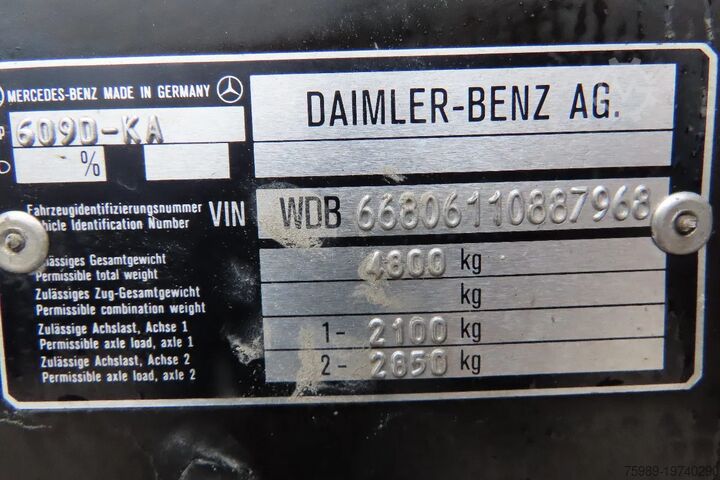 MERCEDES-BENZ MADE IN GERMANY
DAIMLER-BENZ AG.
609D-KA
%
Fahrzeugidentifizierungsnummer
Vehicle Identification Number
VIN
WDB 66806110887968
Zulässiges Gesamtgewicht
Permissible total weight
4800 kg
Zulässiges Zug-Gesamtgewicht
Permissible combination weight
kg
Zulässige Achslast, Achse 1
Permissible axle load, axle 1
1- 2100 kg
Zulässige Achslast, Achse 2
Permissible axle load, axle 2
2- 2850 kg
75989-19740290